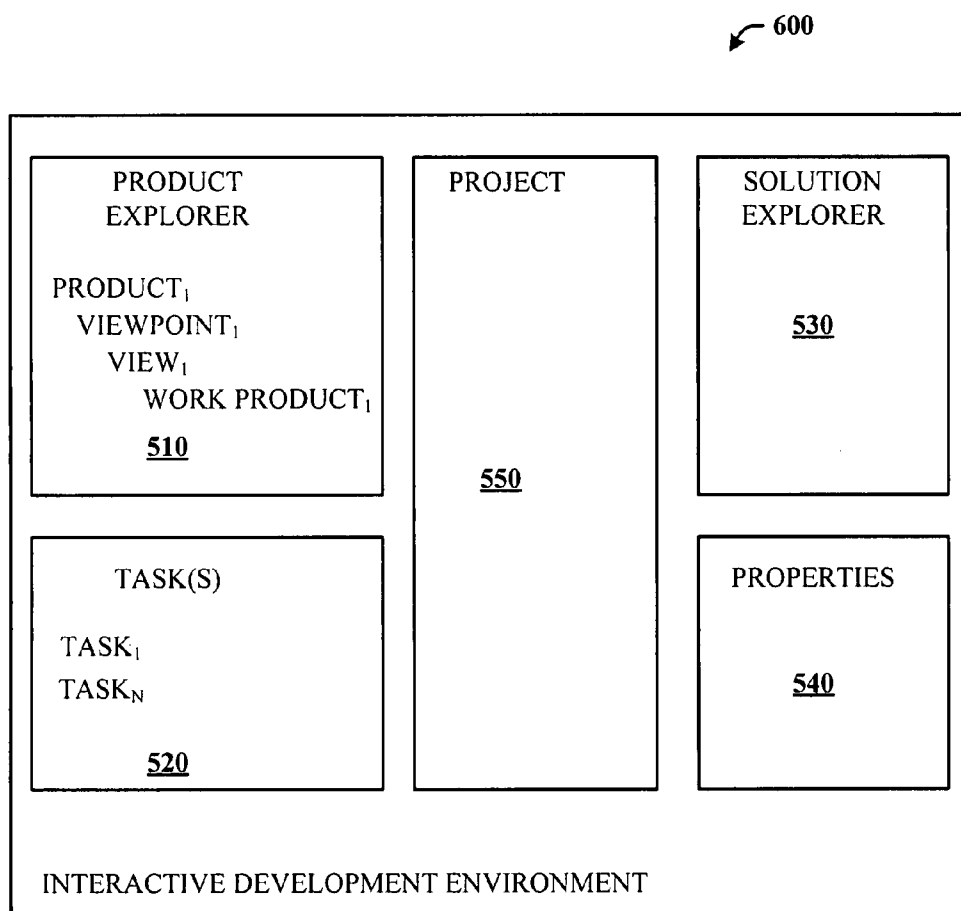 600
PRODUCT
EXPLORER
PRODUCT₁
VIEWPOINT₁
VIEW₁
WORK PRODUCT₁
510
PROJECT
550
SOLUTION
EXPLORER
530
TASK(S)
TASK₁
TASKN
520
PROPERTIES
540
INTERACTIVE DEVELOPMENT ENVIRONMENT